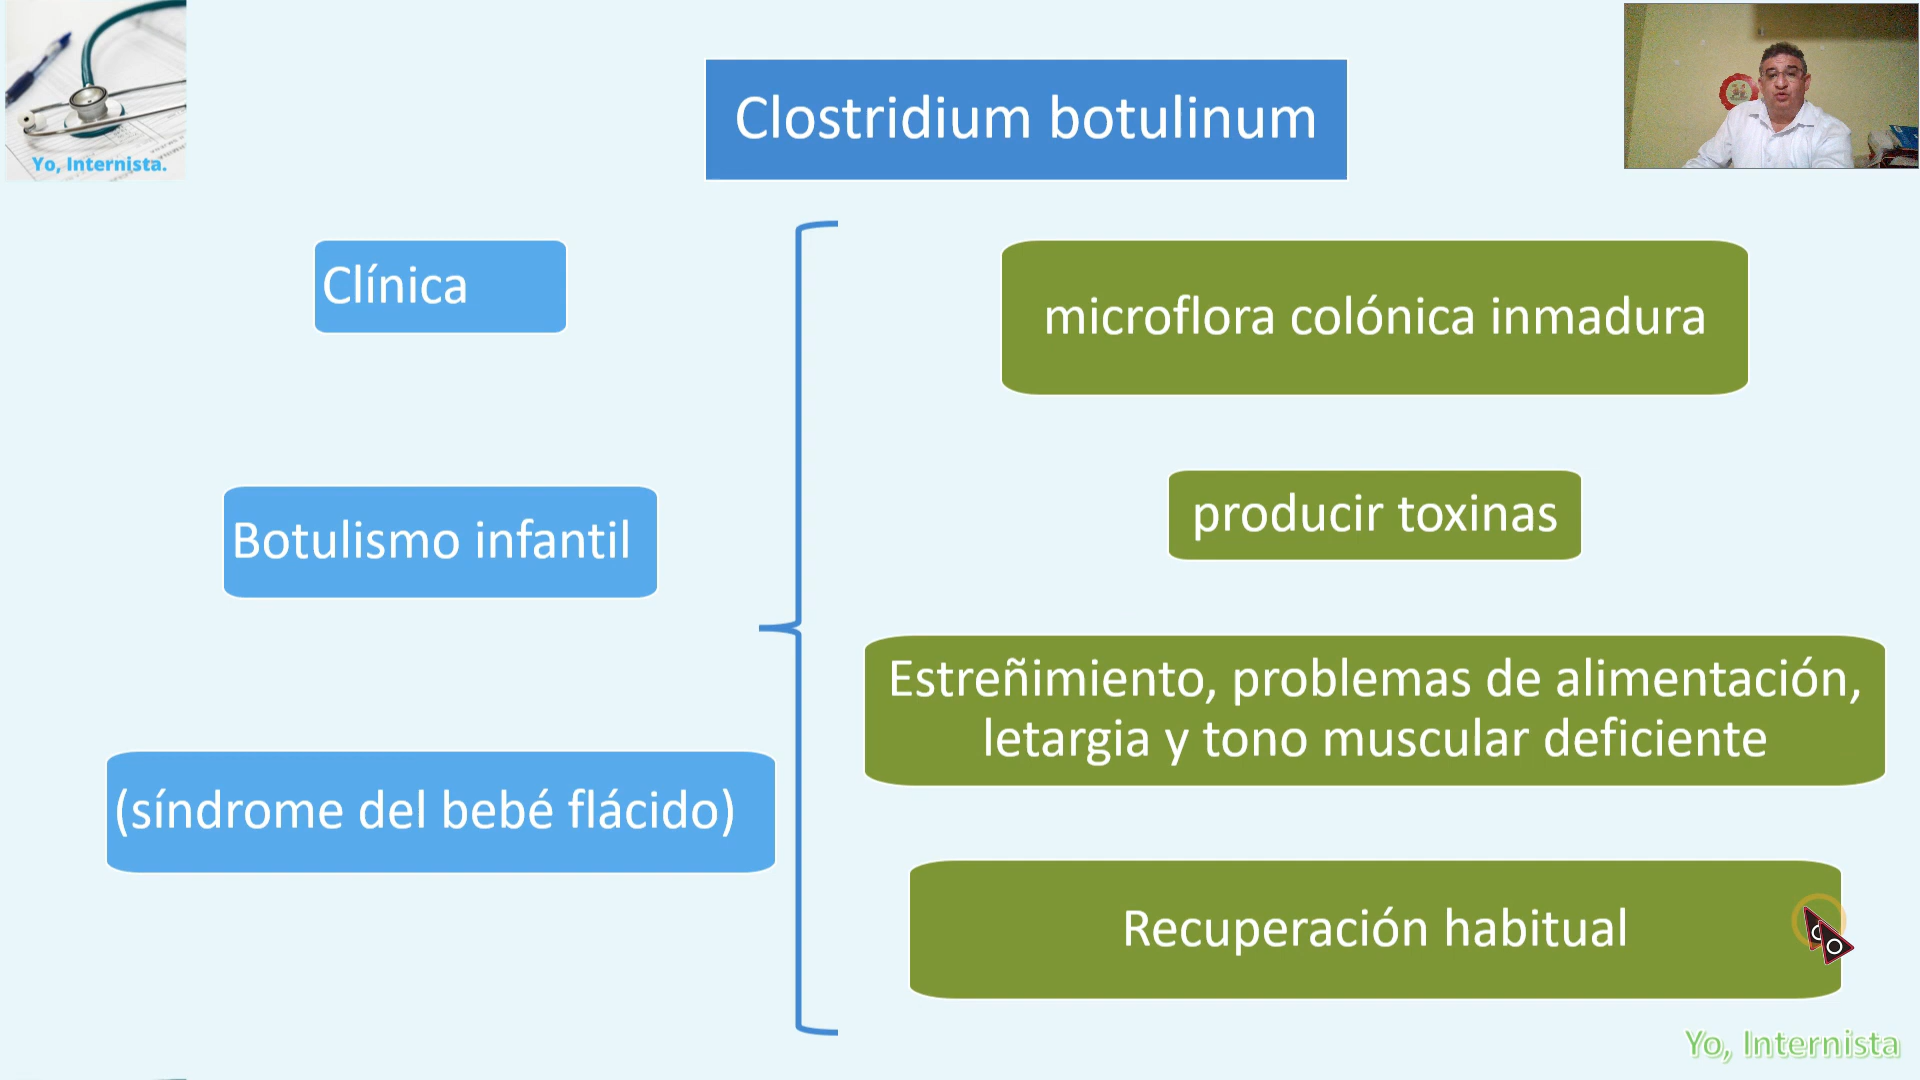 Yo, Internista.
Clostridium botulinum
Clínica
Botulismo infantil
(síndrome del bebé flácido)
microflora colónica inmadura
producir toxinas
Estreñimiento, problemas de alimentación,
letargia y tono muscular deficiente
Recuperación habitual
Yo, Internista